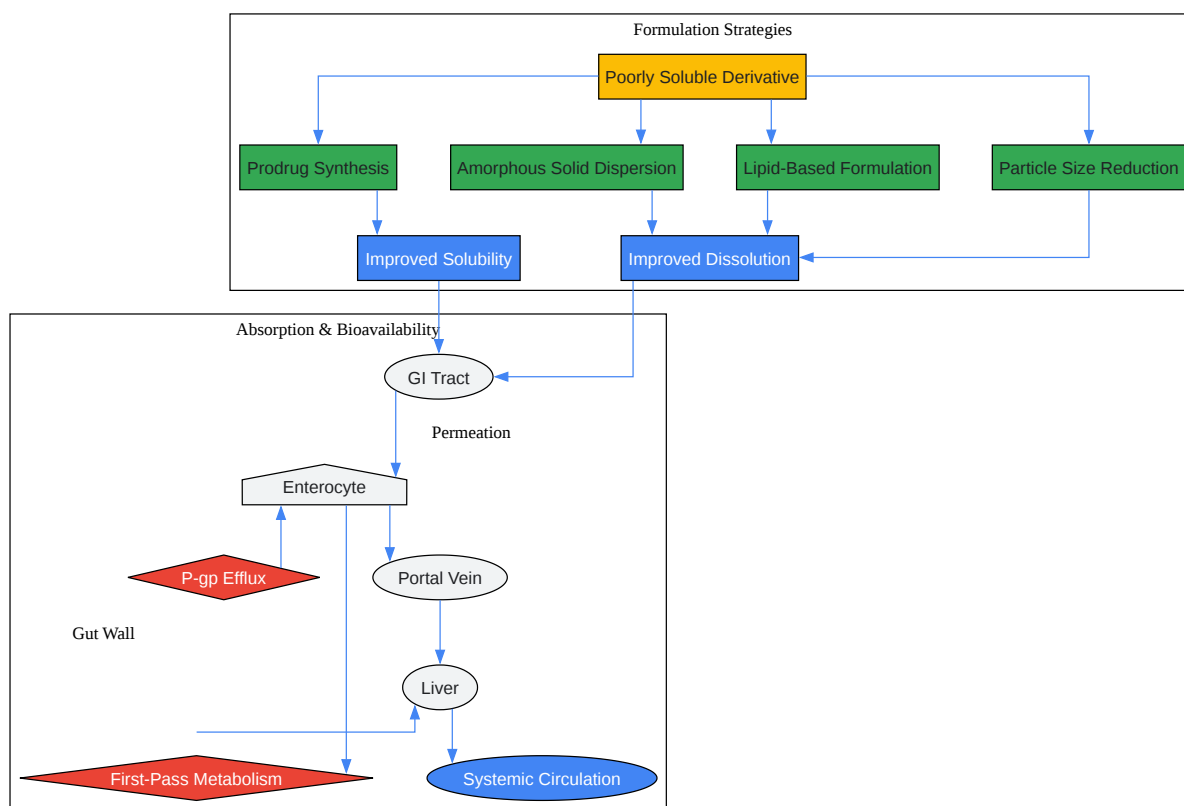 Formulation Strategies
Poorly Soluble Derivative
Prodrug Synthesis
Amorphous Solid Dispersion
Lipid-Based Formulation
Particle Size Reduction
Improved Solubility
Improved Dissolution
Absorption & Bioavailability
GI Tract
Permeation
Enterocyte
P-gp Efflux
Portal Vein
Gut Wall
Liver
First-Pass Metabolism
Systemic Circulation